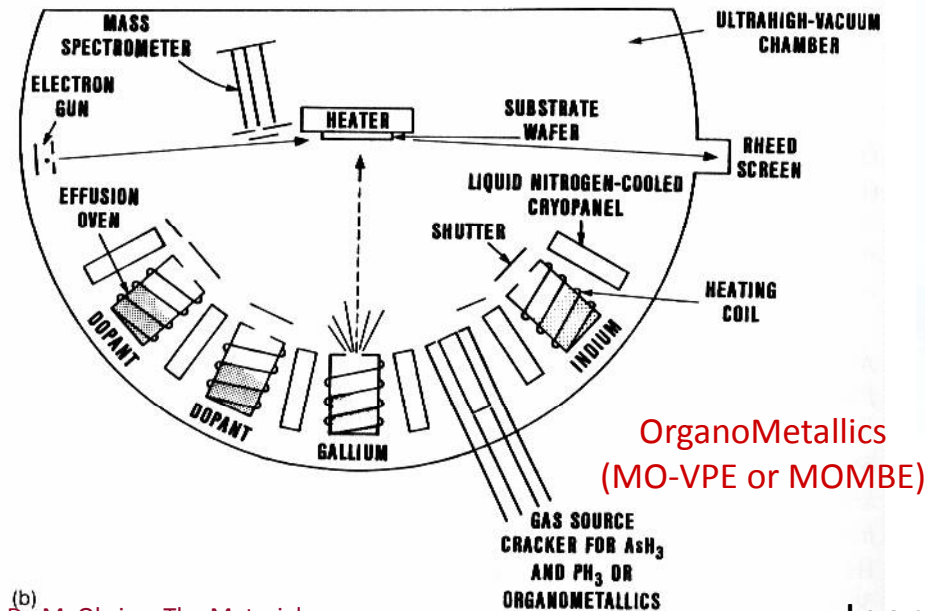 MASS
SPECTROMETER
ULTRAHIGH-VACUUM
CHAMBER
ELECTRON
GUN
HEATER
SUBSTRATE
WAFER
RHEED
SCREEN
EFFUSION
OVEN
LIQUID NITROGEN-COOLED
CRYOPANEL
SHUTTER
HEATING
COIL
DOPANT
DOPANT
GALLIUM
INDIUM
OrganoMetallics
(MO-VPE or MOMBE)
GAS SOURCE
CRACKER FOR AsH3
AND PH3 OR
ORGANOMETALLICS
(b)